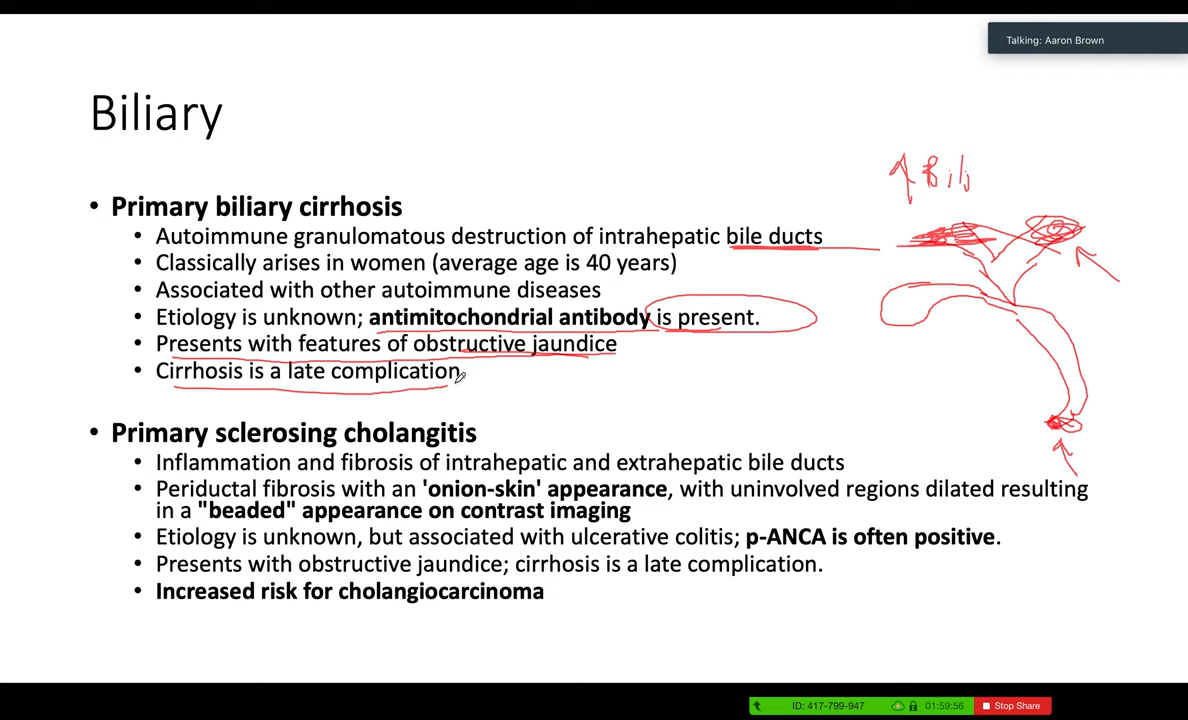 Talking: Aaron Brown
Biliary
↑ Bili
• Primary biliary cirrhosis
• Autoimmune granulomatous destruction of intrahepatic bile ducts
• Classically arises in women (average age is 40 years)
• Associated with other autoimmune diseases
• Etiology is unknown; antimitochondrial antibody is present.
• Presents with features of obstructive jaundice
• Cirrhosis is a late complication
• Primary sclerosing cholangitis
• Inflammation and fibrosis of intrahepatic and extrahepatic bile ducts
• Periductal fibrosis with an 'onion-skin' appearance, with uninvolved regions dilated resulting
in a "beaded" appearance on contrast imaging
• Etiology is unknown, but associated with ulcerative colitis; p-ANCA is often positive.
• Presents with obstructive jaundice; cirrhosis is a late complication.
• Increased risk for cholangiocarcinoma
ID: 417-799-947 01:59:56 Stop Share